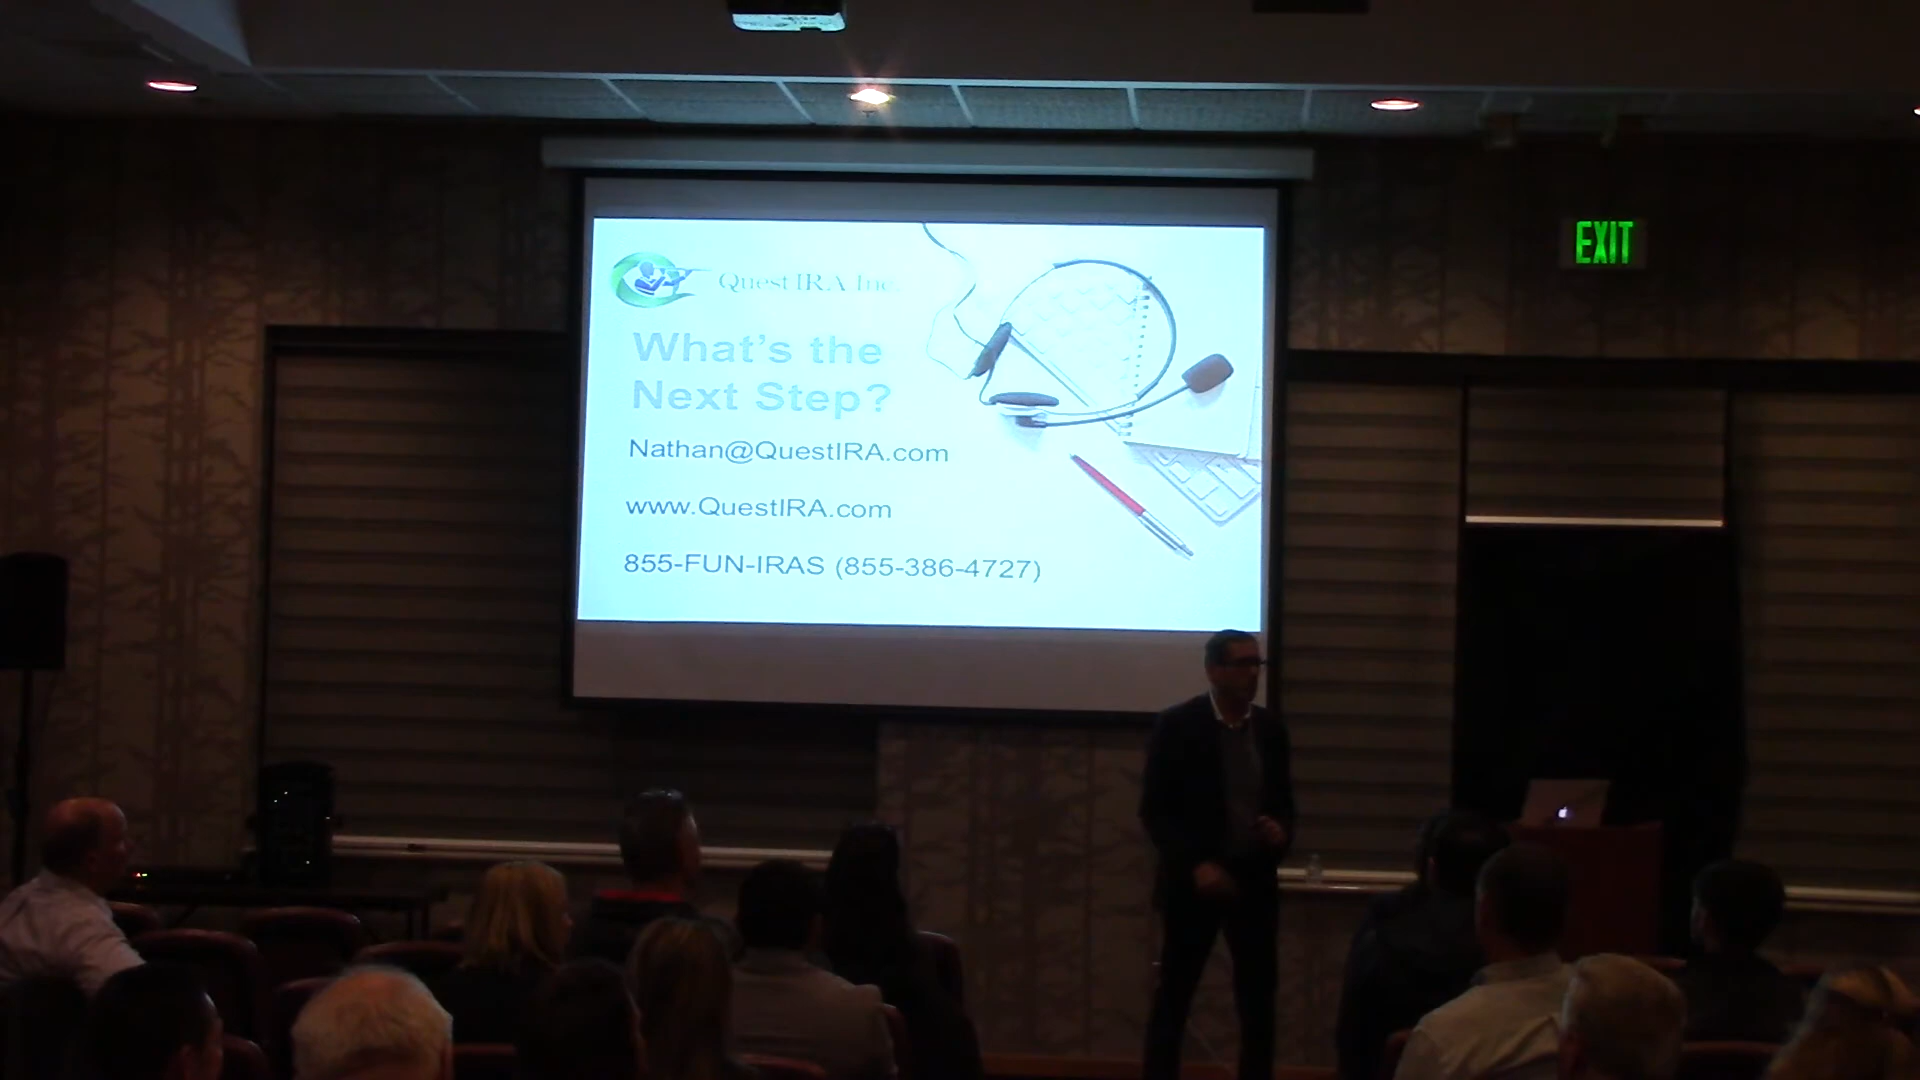 EXIT
Quest IRA Inc.
What's the
Next Step?
Nathan@QuestIRA.com
www.QuestIRA.com
855-FUN-IRAS (855-386-4727)